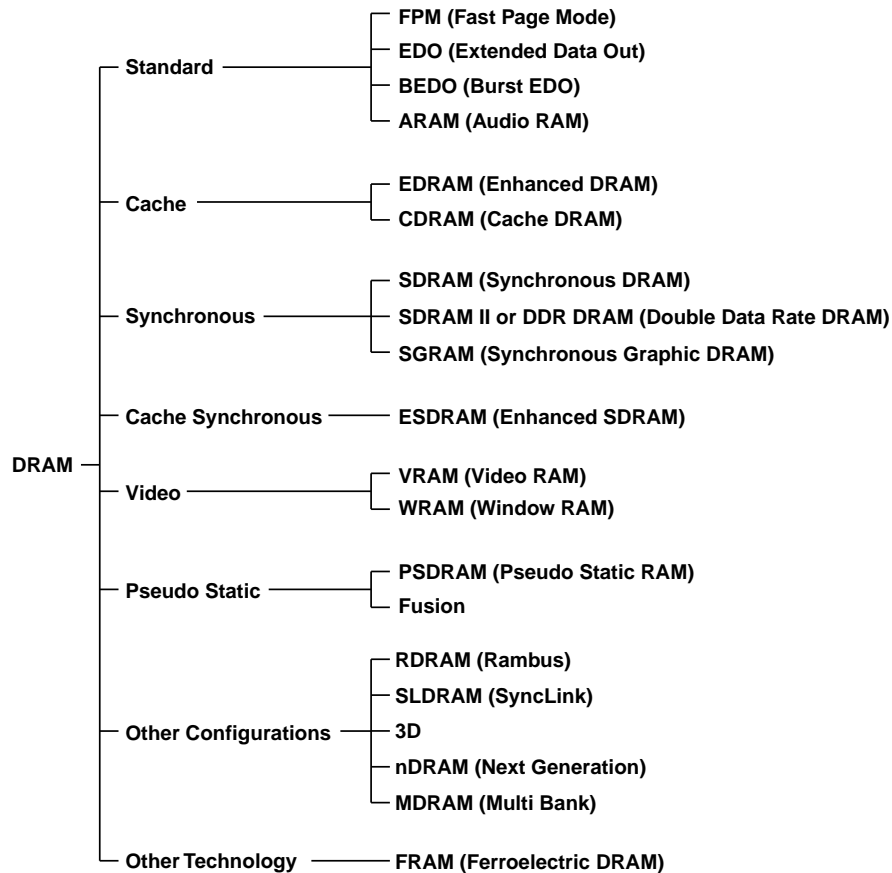 DRAM
Standard
FPM (Fast Page Mode)
EDO (Extended Data Out)
BEDO (Burst EDO)
ARAM (Audio RAM)
Cache
EDRAM (Enhanced DRAM)
CDRAM (Cache DRAM)
Synchronous
SDRAM (Synchronous DRAM)
SDRAM II or DDR DRAM (Double Data Rate DRAM)
SGRAM (Synchronous Graphic DRAM)
Cache Synchronous
ESDRAM (Enhanced SDRAM)
Video
VRAM (Video RAM)
WRAM (Window RAM)
Pseudo Static
PSDRAM (Pseudo Static RAM)
Fusion
Other Configurations
RDRAM (Rambus)
SLDRAM (SyncLink)
3D
nDRAM (Next Generation)
MDRAM (Multi Bank)
Other Technology
FRAM (Ferroelectric DRAM)